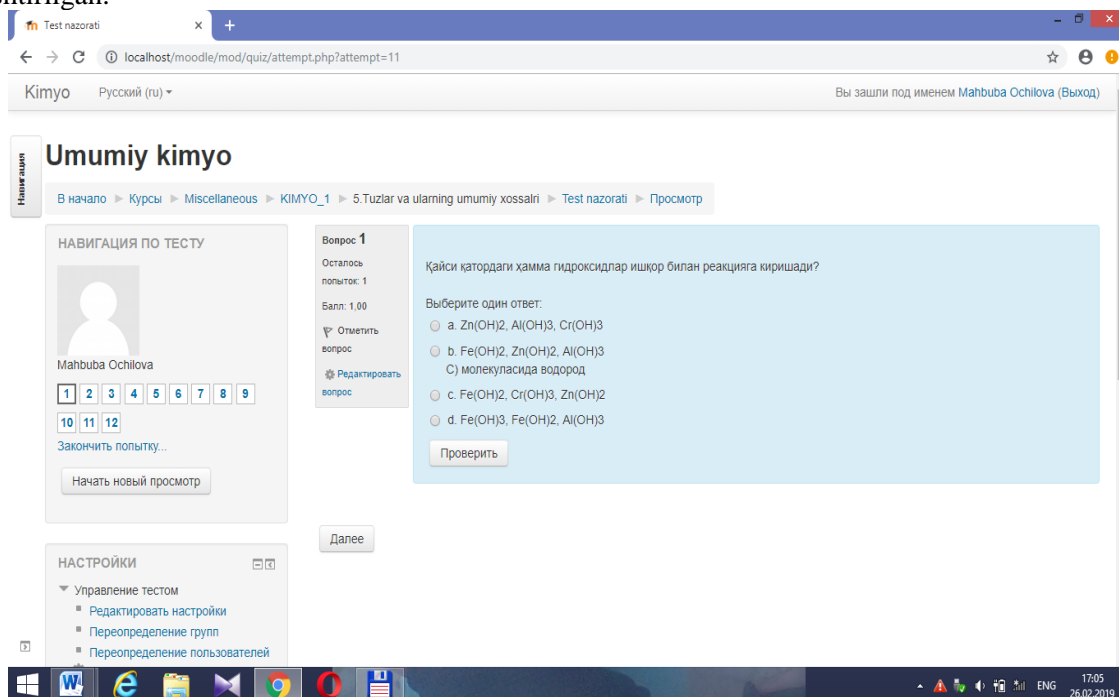 Test nazorati
localhost/moodle/mod/quiz/attempt.php?attempt=11
Kimyo Русский (ru)
Вы зашли под именем Mahbuba Ochilova (Выход)
Навигация
Umumiy kimyo
В начало ► Курсы ► Miscellaneous ► KIMYO_1 ► 5.Tuzlar va ularning umumiy xossalri ► Test nazorati ► Просмотр
НАВИГАЦИЯ ПО ТЕСТУ
Mahbuba Ochilova
1 2 3 4 5 6 7 8 9
10 11 12
Закончить попытку...
Начать новый просмотр
Вопрос 1
Осталось
попыток: 1
Балл: 1,00
Отметить
вопрос
Редактировать
вопрос
Қайси қатордаги ҳамма гидроксидлар ишқор билан реакцияга киришади?
Выберите один ответ:
a. Zn(OH)2, Al(OH)3, Cr(OH)3
b. Fe(OH)2, Zn(OH)2, Al(OH)3
C) молекуласида водород
c. Fe(OH)2, Cr(OH)3, Zn(OH)2
d. Fe(OH)3, Fe(OH)2, Al(OH)3
Проверить
Далее
НАСТРОЙКИ
Управление тестом
Редактировать настройки
Переопределение групп
Переопределение пользователей
ENG
17:05
26.02.2019